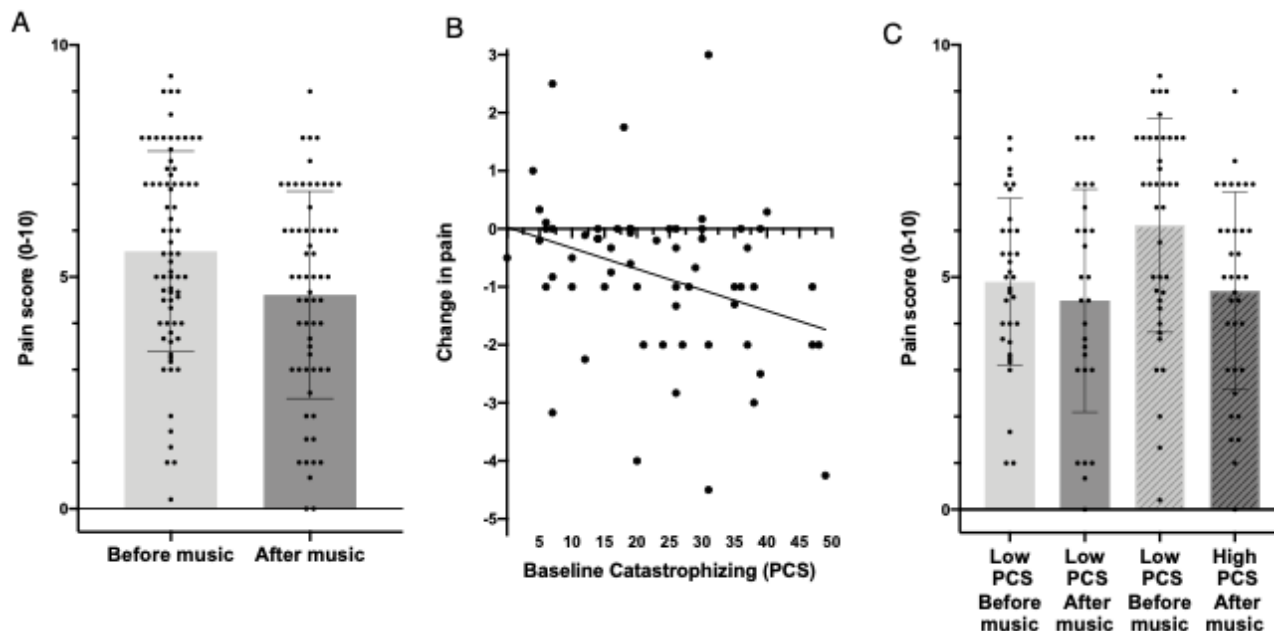 A
Pain score (0-10)
10
5
0
Before music
After music
B
Change in pain
3
2
1
0
-1
-2
-3
-4
-5
5 10 15 20 25 30 35 40 45 50
Baseline Catastrophizing (PCS)
C
Pain score (0-10)
10
5
0
Low
PCS
Before
music
Low
PCS
After
music
Low
PCS
Before
music
High
PCS
After
music